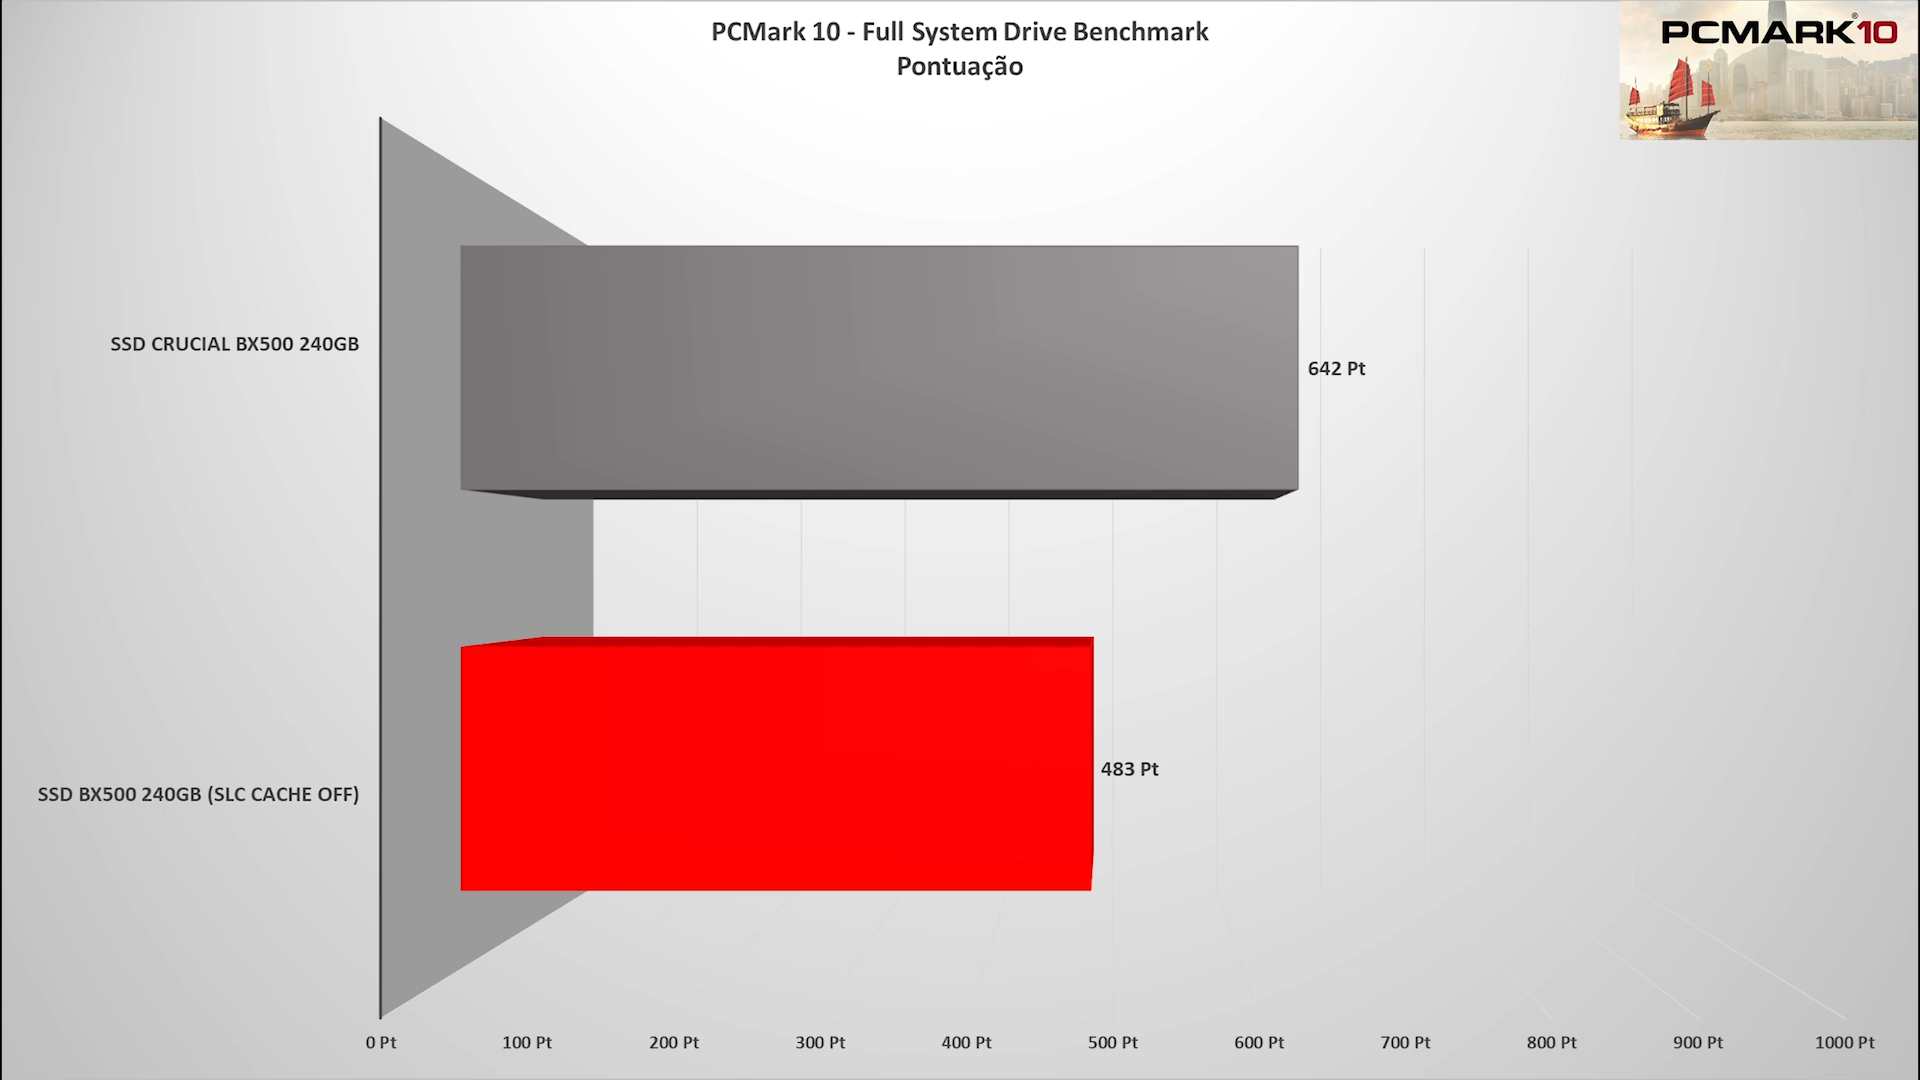 PCMark 10 - Full System Drive Benchmark
Pontuação
PCMARK®10
SSD CRUCIAL BX500 240GB
642 Pt
SSD BX500 240GB (SLC CACHE OFF)
483 Pt
0 Pt 100 Pt 200 Pt 300 Pt 400 Pt 500 Pt 600 Pt 700 Pt 800 Pt 900 Pt 1000 Pt